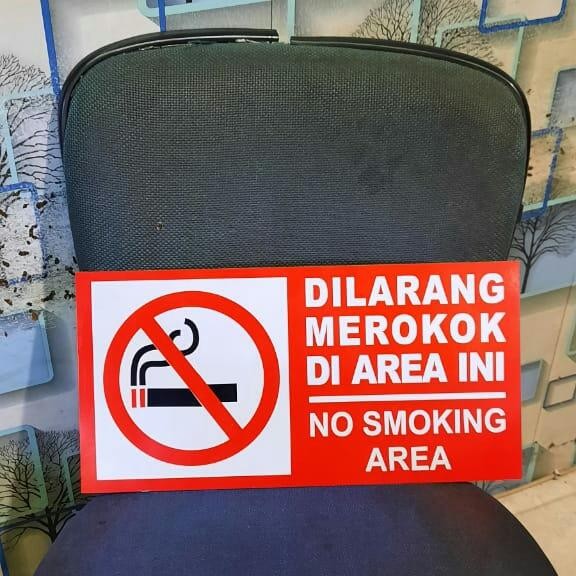 DILARANG
MEROKOK
DI AREA INI
NO SMOKING
AREA